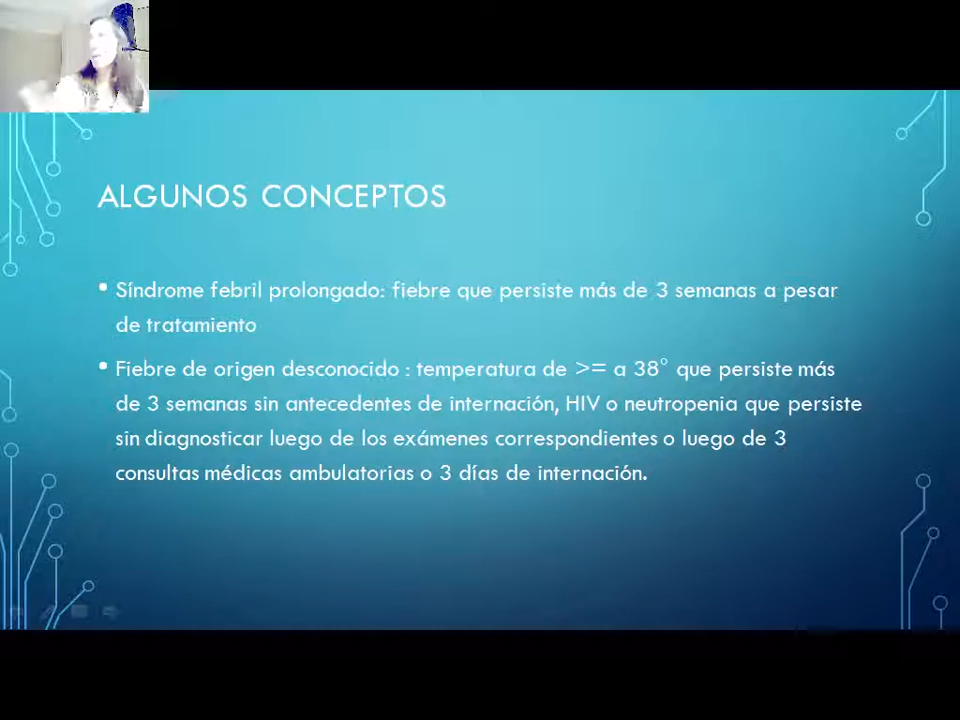 ALGUNOS CONCEPTOS
• Síndrome febril prolongado: fiebre que persiste más de 3 semanas a pesar
de tratamiento
• Fiebre de origen desconocido : temperatura de >= a 38° que persiste más
de 3 semanas sin antecedentes de internación, HIV o neutropenia que persiste
sin diagnosticar luego de los exámenes correspondientes o luego de 3
consultas médicas ambulatorias o 3 días de internación.